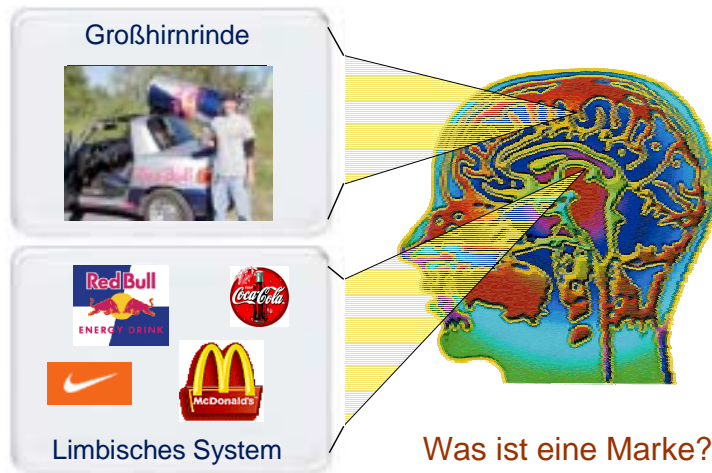 Großhirnrinde
Red Bull
Red Bull
ENERGY DRINK
Coca-Cola
McDonald's
Limbisches System
Was ist eine Marke?